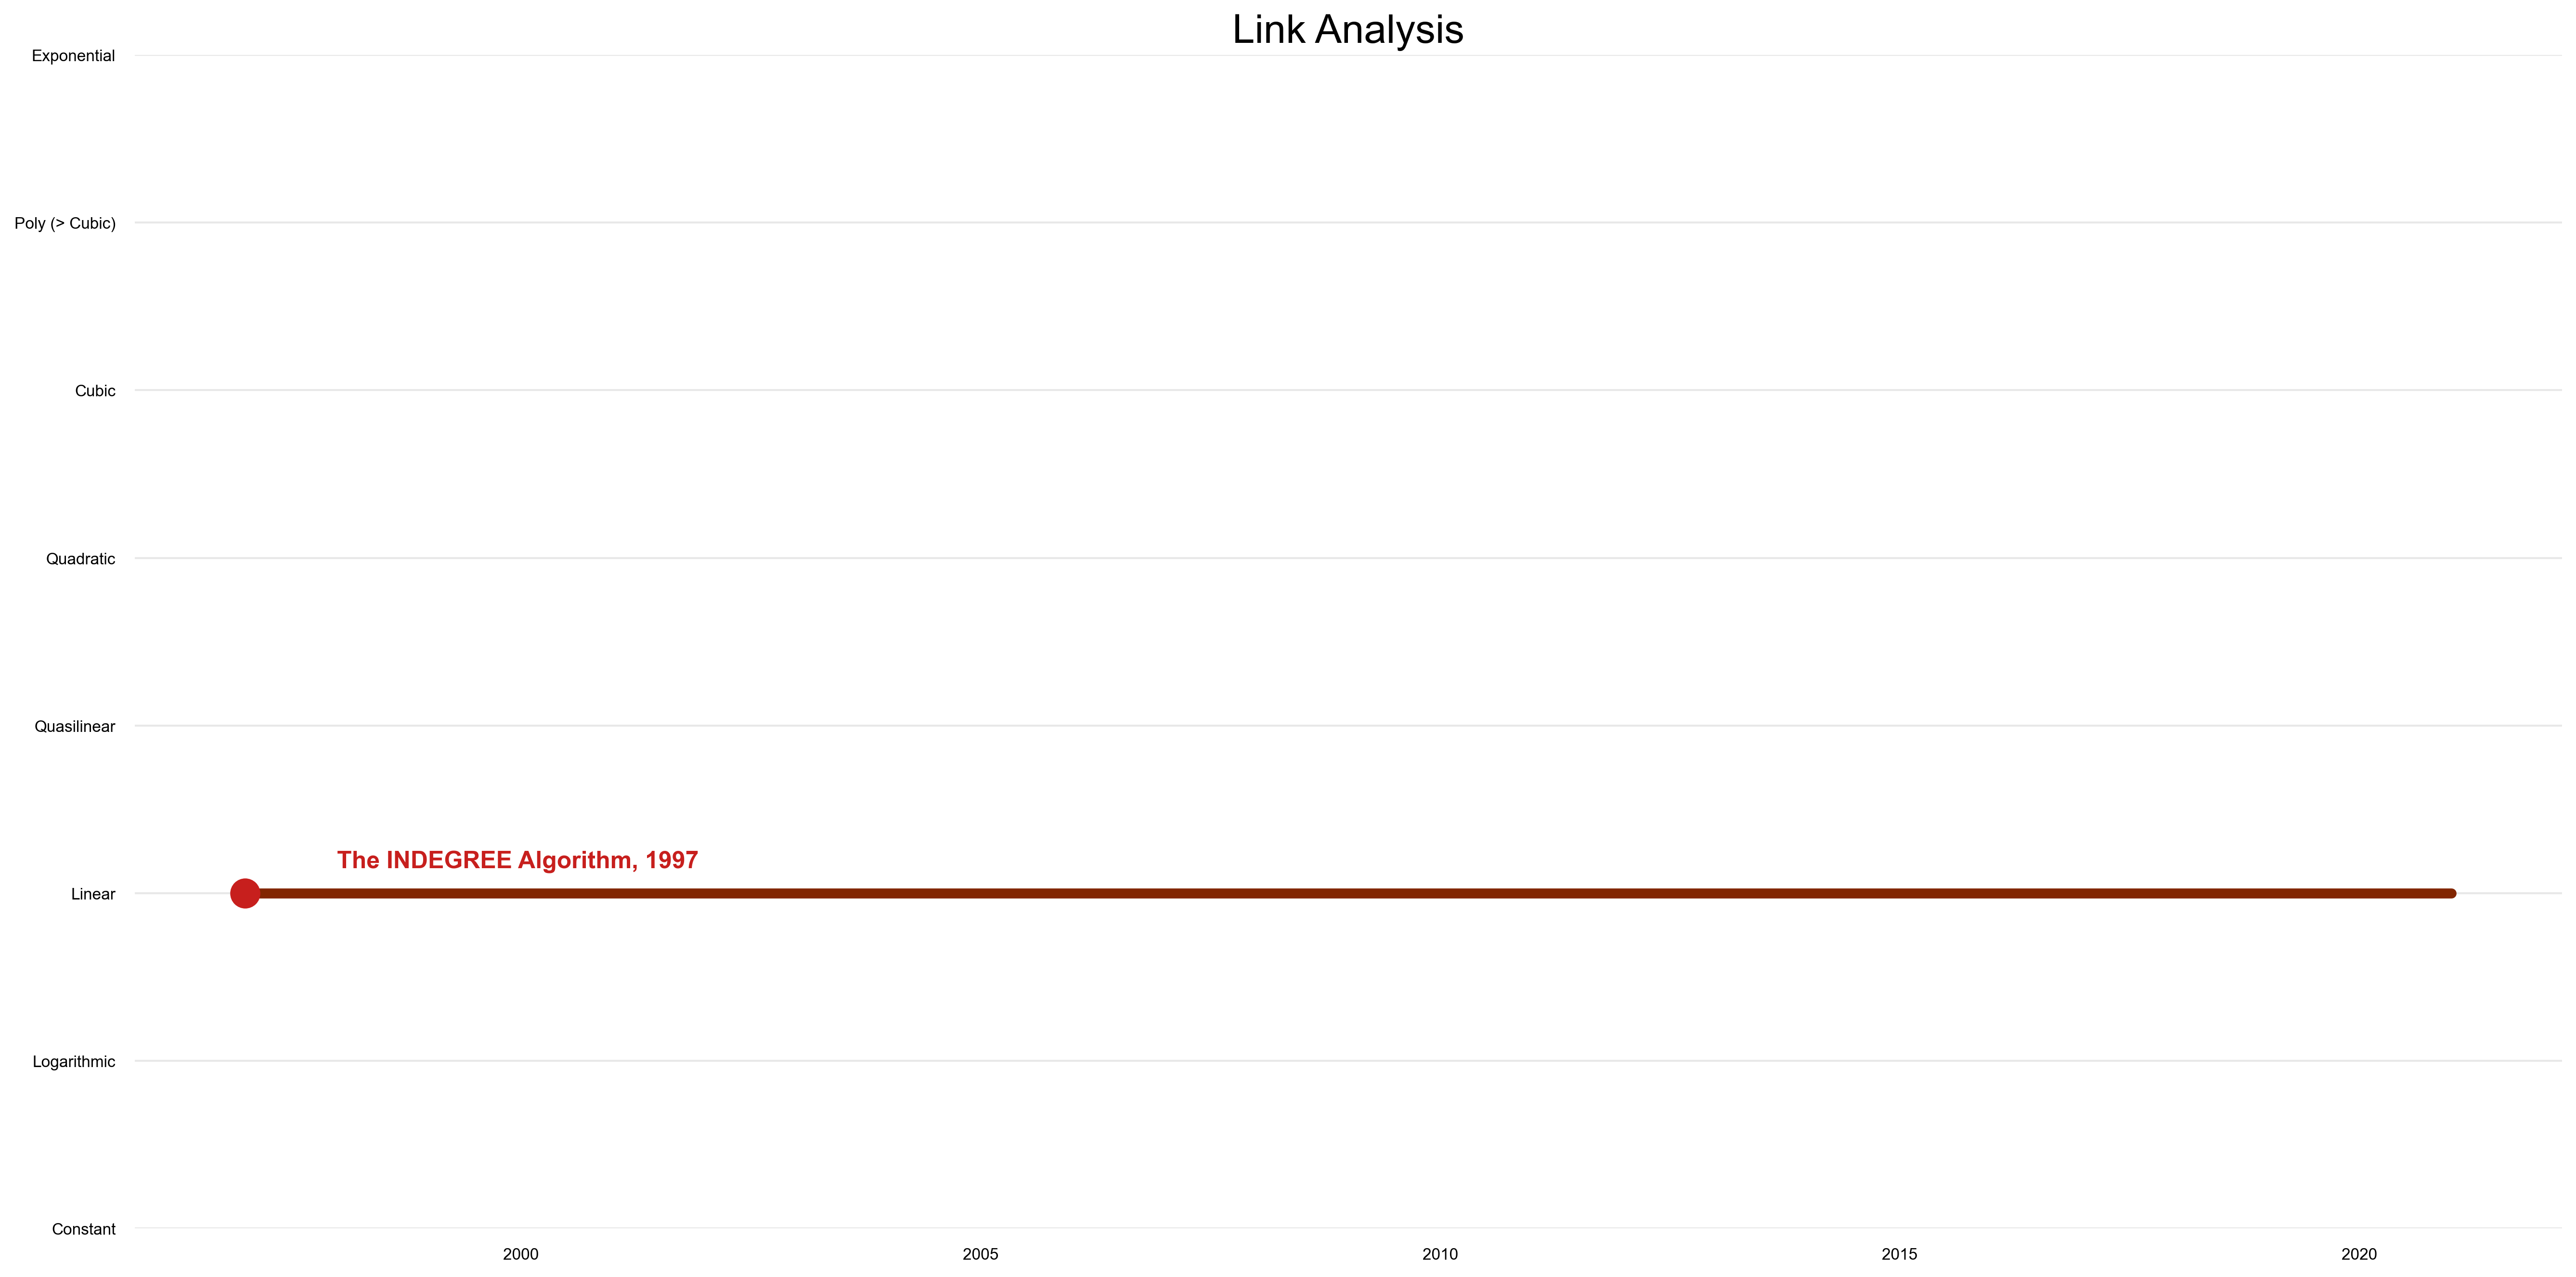 Link Analysis
Exponential
Poly (> Cubic)
Cubic
Quadratic
Quasilinear
The INDEGREE Algorithm, 1997
Linear
Logarithmic
Constant
2000 2005 2010 2015 2020